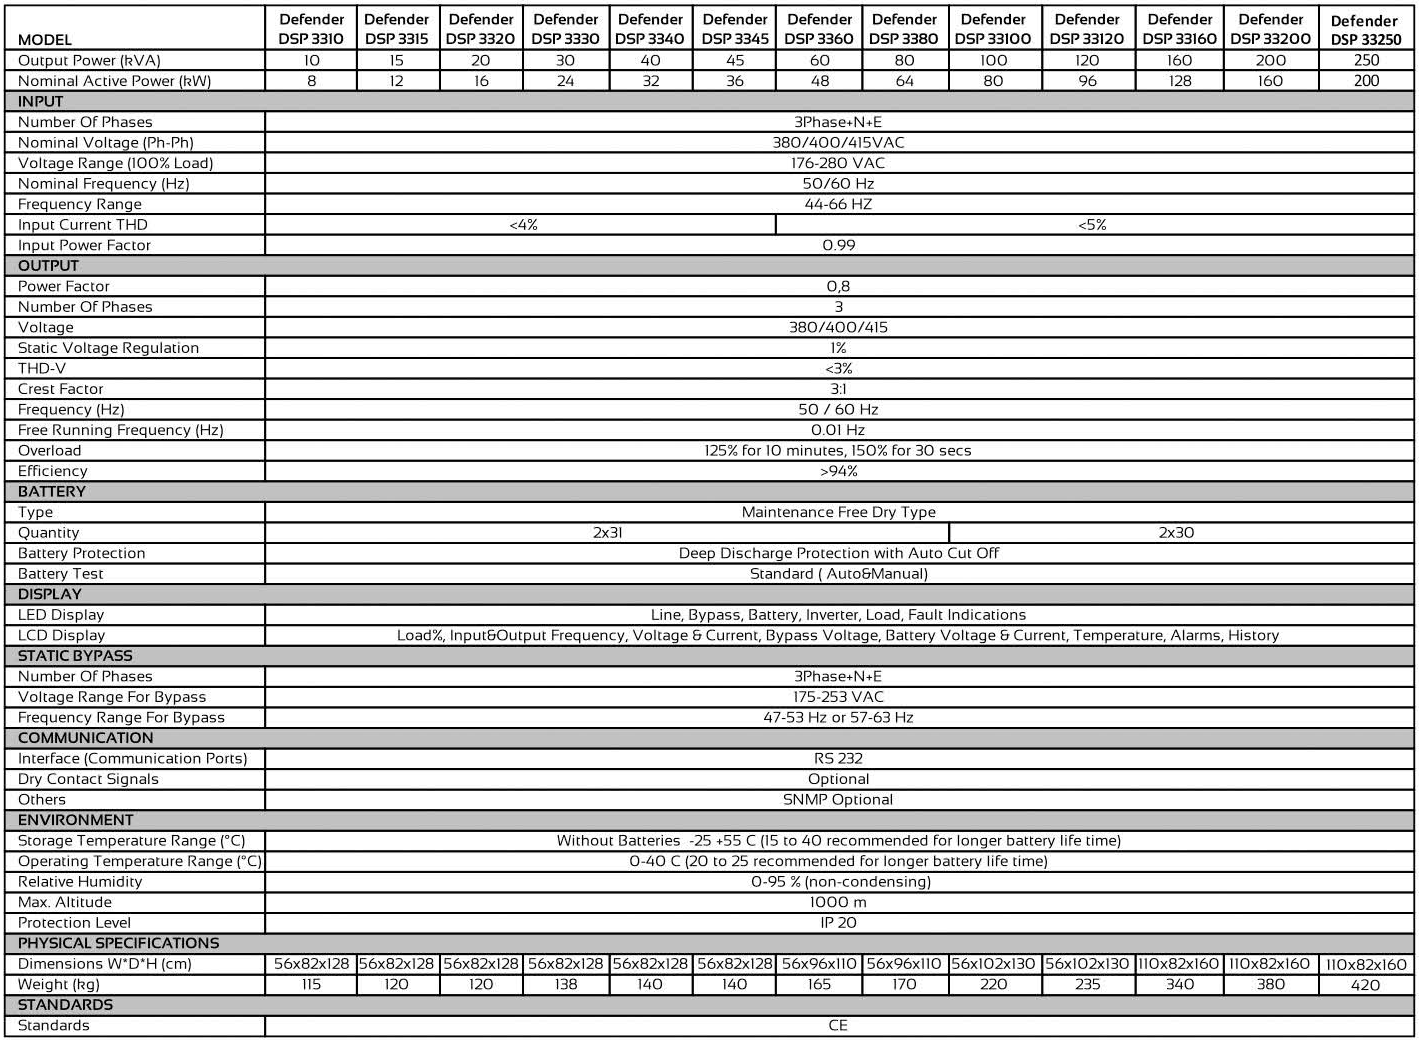 MODEL Defender DSP 3310 Defender DSP 3315 Defender DSP 3320 Defender DSP 3330 Defender DSP 3340 Defender DSP 3345 Defender DSP 3360 Defender DSP 3380 Defender DSP 33100 Defender DSP 33120 Defender DSP 33160 Defender DSP 33200 Defender DSP 33250
Output Power (kVA) 10 15 20 30 40 45 60 80 100 120 160 200 250
Nominal Active Power (kW) 8 12 16 24 32 36 48 64 80 96 128 160 200
INPUT
Number Of Phases 3Phase+N+E
Nominal Voltage (Ph-Ph) 380/400/415VAC
Voltage Range (100% Load) 176-280 VAC
Nominal Frequency (Hz) 50/60 Hz
Frequency Range 44-66 HZ
Input Current THD <4% <5%
Input Power Factor 0.99
OUTPUT
Power Factor 0,8
Number Of Phases 3
Voltage 380/400/415
Static Voltage Regulation 1%
THD-V <3%
Crest Factor 3:1
Frequency (Hz) 50 / 60 Hz
Free Running Frequency (Hz) 0.01 Hz
Overload 125% for 10 minutes, 150% for 30 secs
Efficiency >94%
BATTERY
Type Maintenance Free Dry Type
Quantity 2x31 2x30
Battery Protection Deep Discharge Protection with Auto Cut Off
Battery Test Standard ( Auto&Manual)
DISPLAY
LED Display Line, Bypass, Battery, Inverter, Load, Fault Indications
LCD Display Load%, Input&Output Frequency, Voltage & Current, Bypass Voltage, Battery Voltage & Current, Temperature, Alarms, History
STATIC BYPASS
Number Of Phases 3Phase+N+E
Voltage Range For Bypass 175-253 VAC
Frequency Range For Bypass 47-53 Hz or 57-63 Hz
COMMUNICATION
Interface (Communication Ports) RS 232
Dry Contact Signals Optional
Others SNMP Optional
ENVIRONMENT
Storage Temperature Range (°C) Without Batteries -25 +55 C (15 to 40 recommended for longer battery life time)
Operating Temperature Range (°C) 0-40 C (20 to 25 recommended for longer battery life time)
Relative Humidity 0-95 % (non-condensing)
Max. Altitude 1000 m
Protection Level IP 20
PHYSICAL SPECIFICATIONS
Dimensions W*D*H (cm) 56x82x128 56x82x128 56x82x128 56x82x128 56x82x128 56x82x128 56x96x110 56x96x110 56x102x130 56x102x130 110x82x160 110x82x160 110x82x160
Weight (kg) 115 120 120 138 140 140 165 170 220 235 340 380 420
STANDARDS
Standards CE